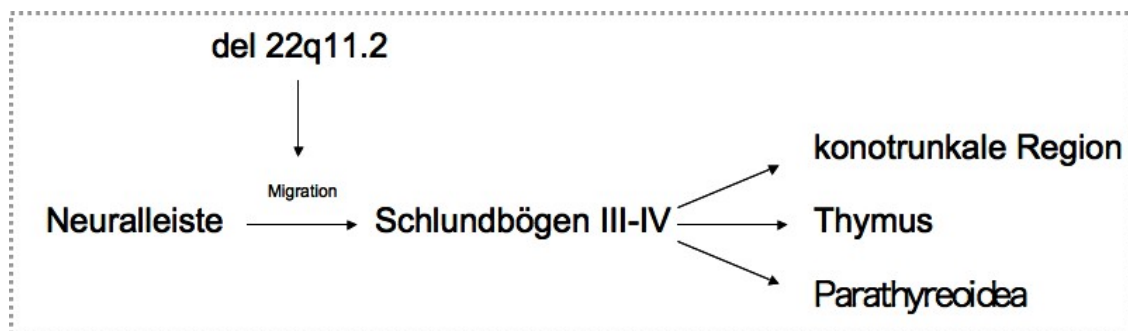 del 22q11.2
konotrunkale Region
Migration
Neuralleiste
Schlundbögen III-IV
Thymus
Parathyreoidea